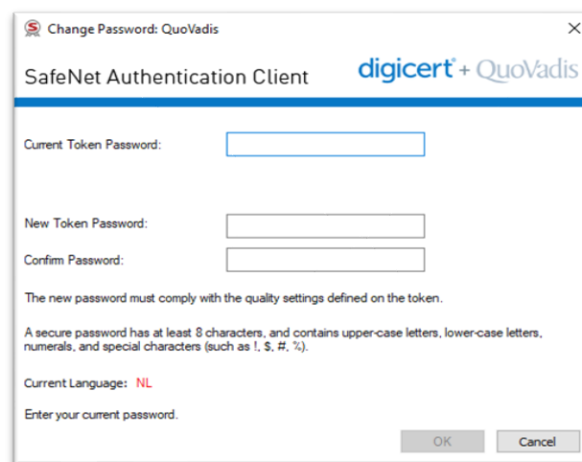 Change Password: QuoVadis
SafeNet Authentication Client
digicert + QuoVadis
Current Token Password:
New Token Password:
Confirm Password:
The new password must comply with the quality settings defined on the token.
A secure password has at least 8 characters, and contains upper-case letters, lower-case letters,
numerals, and special characters (such as !, $, #, %).
Current Language: NL
Enter your current password.
OK Cancel